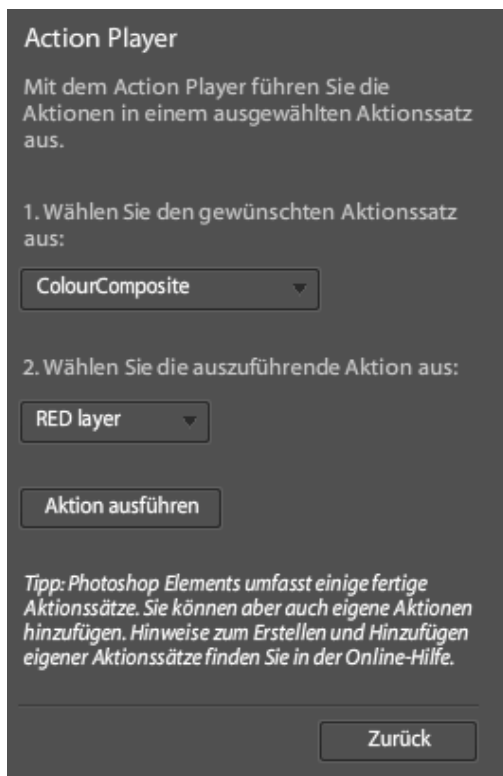 Action Player
Mit dem Action Player führen Sie die
Aktionen in einem ausgewählten Aktionssatz
aus.
1. Wählen Sie den gewünschten Aktionssatz
aus:
ColourComposite
2. Wählen Sie die auszuführende Aktion aus:
RED layer
Aktion ausführen
Tipp: Photoshop Elements umfasst einige fertige
Aktionssätze. Sie können aber auch eigene Aktionen
hinzufügen. Hinweise zum Erstellen und Hinzufügen
eigener Aktionssätze finden Sie in der Online-Hilfe.
Zurück